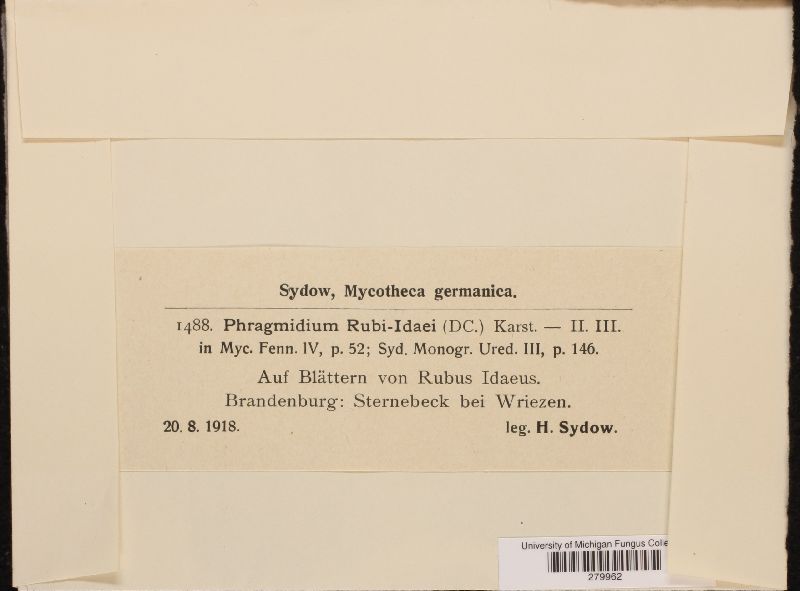 Sydow, Mycotheca germanica.
1488. Phragmidium Rubi-Idaei (DC.) Karst. — II. III.
in Myc. Fenn. IV, p. 52; Syd. Monogr. Ured. III, p. 146.
Auf Blättern von Rubus Idaeus.
Brandenburg: Sternebeck bei Wriezen.
20. 8. 1918. leg. H. Sydow.
University of Michigan Fungus Colle
279962